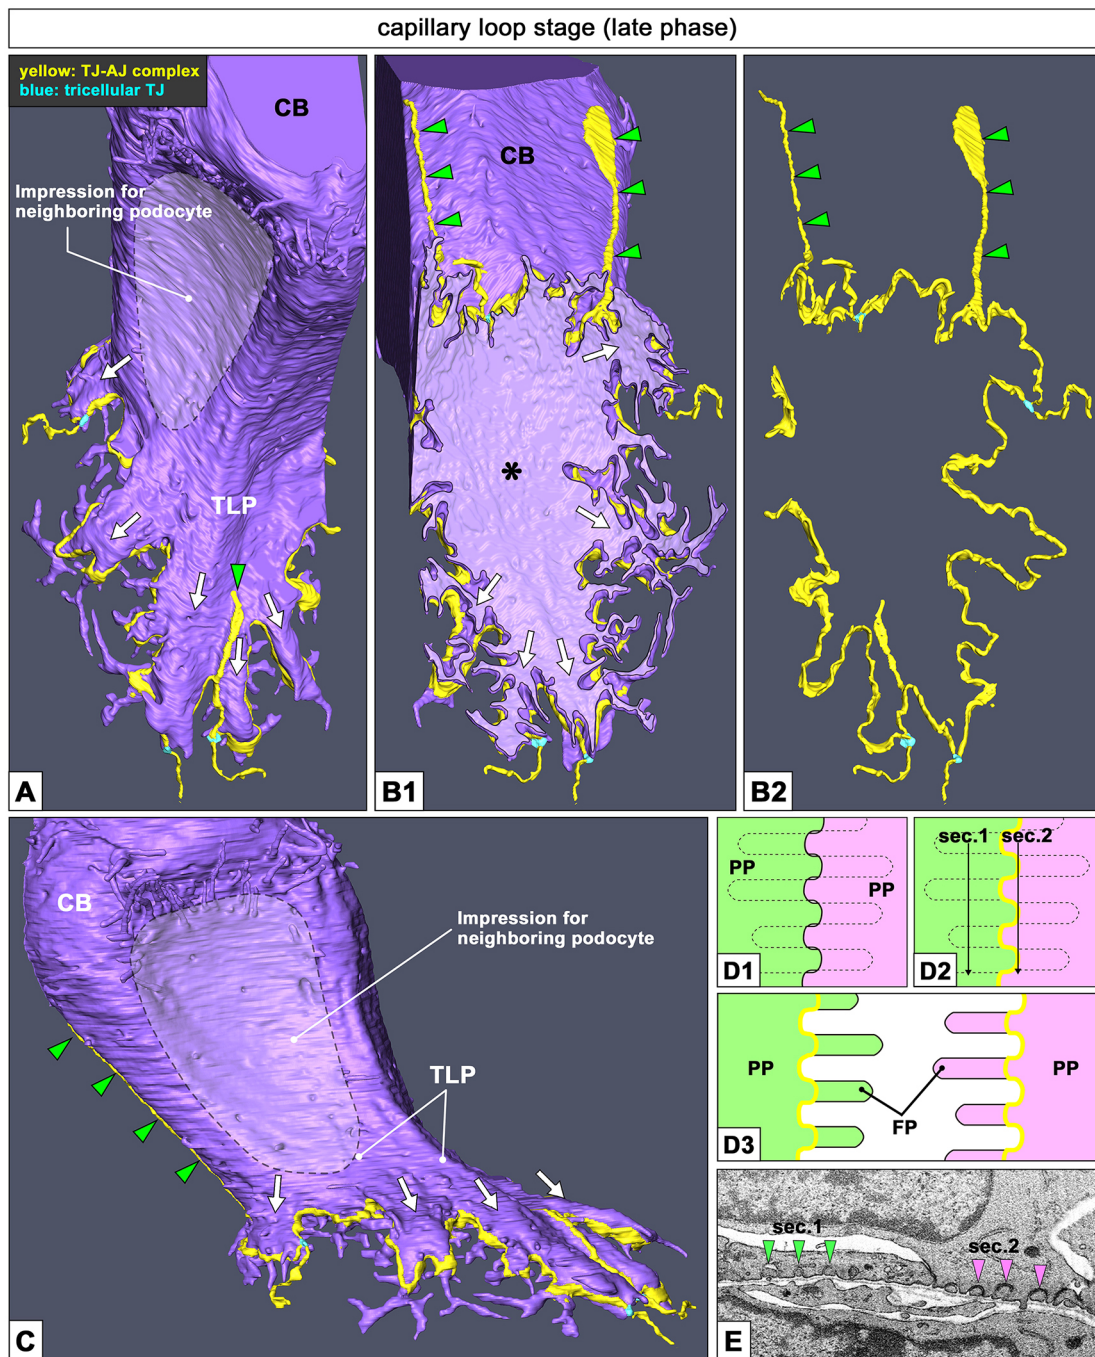 capillary loop stage (late phase)
yellow: TJ-AJ complex
blue: tricellular TJ
CB
Impression for
neighboring podocyte
TLP
A
CB
*
B1
B2
CB
Impression for
neighboring podocyte
TLP
C
PP
PP
D1
sec.1 sec.2
D2
PP
PP
FP
D3
sec.1
sec.2
E